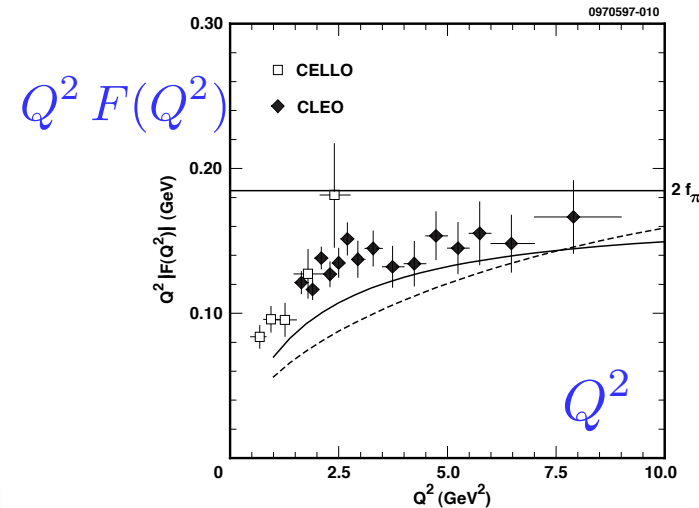 0970597-010
0.30
CELLO
CLEO
Q² F(Q²)
0.20
2 fπ
Q² |F(Q²)| (GeV)
0.10
Q²
0 2.5 5.0 7.5 10.0
Q² (GeV²)